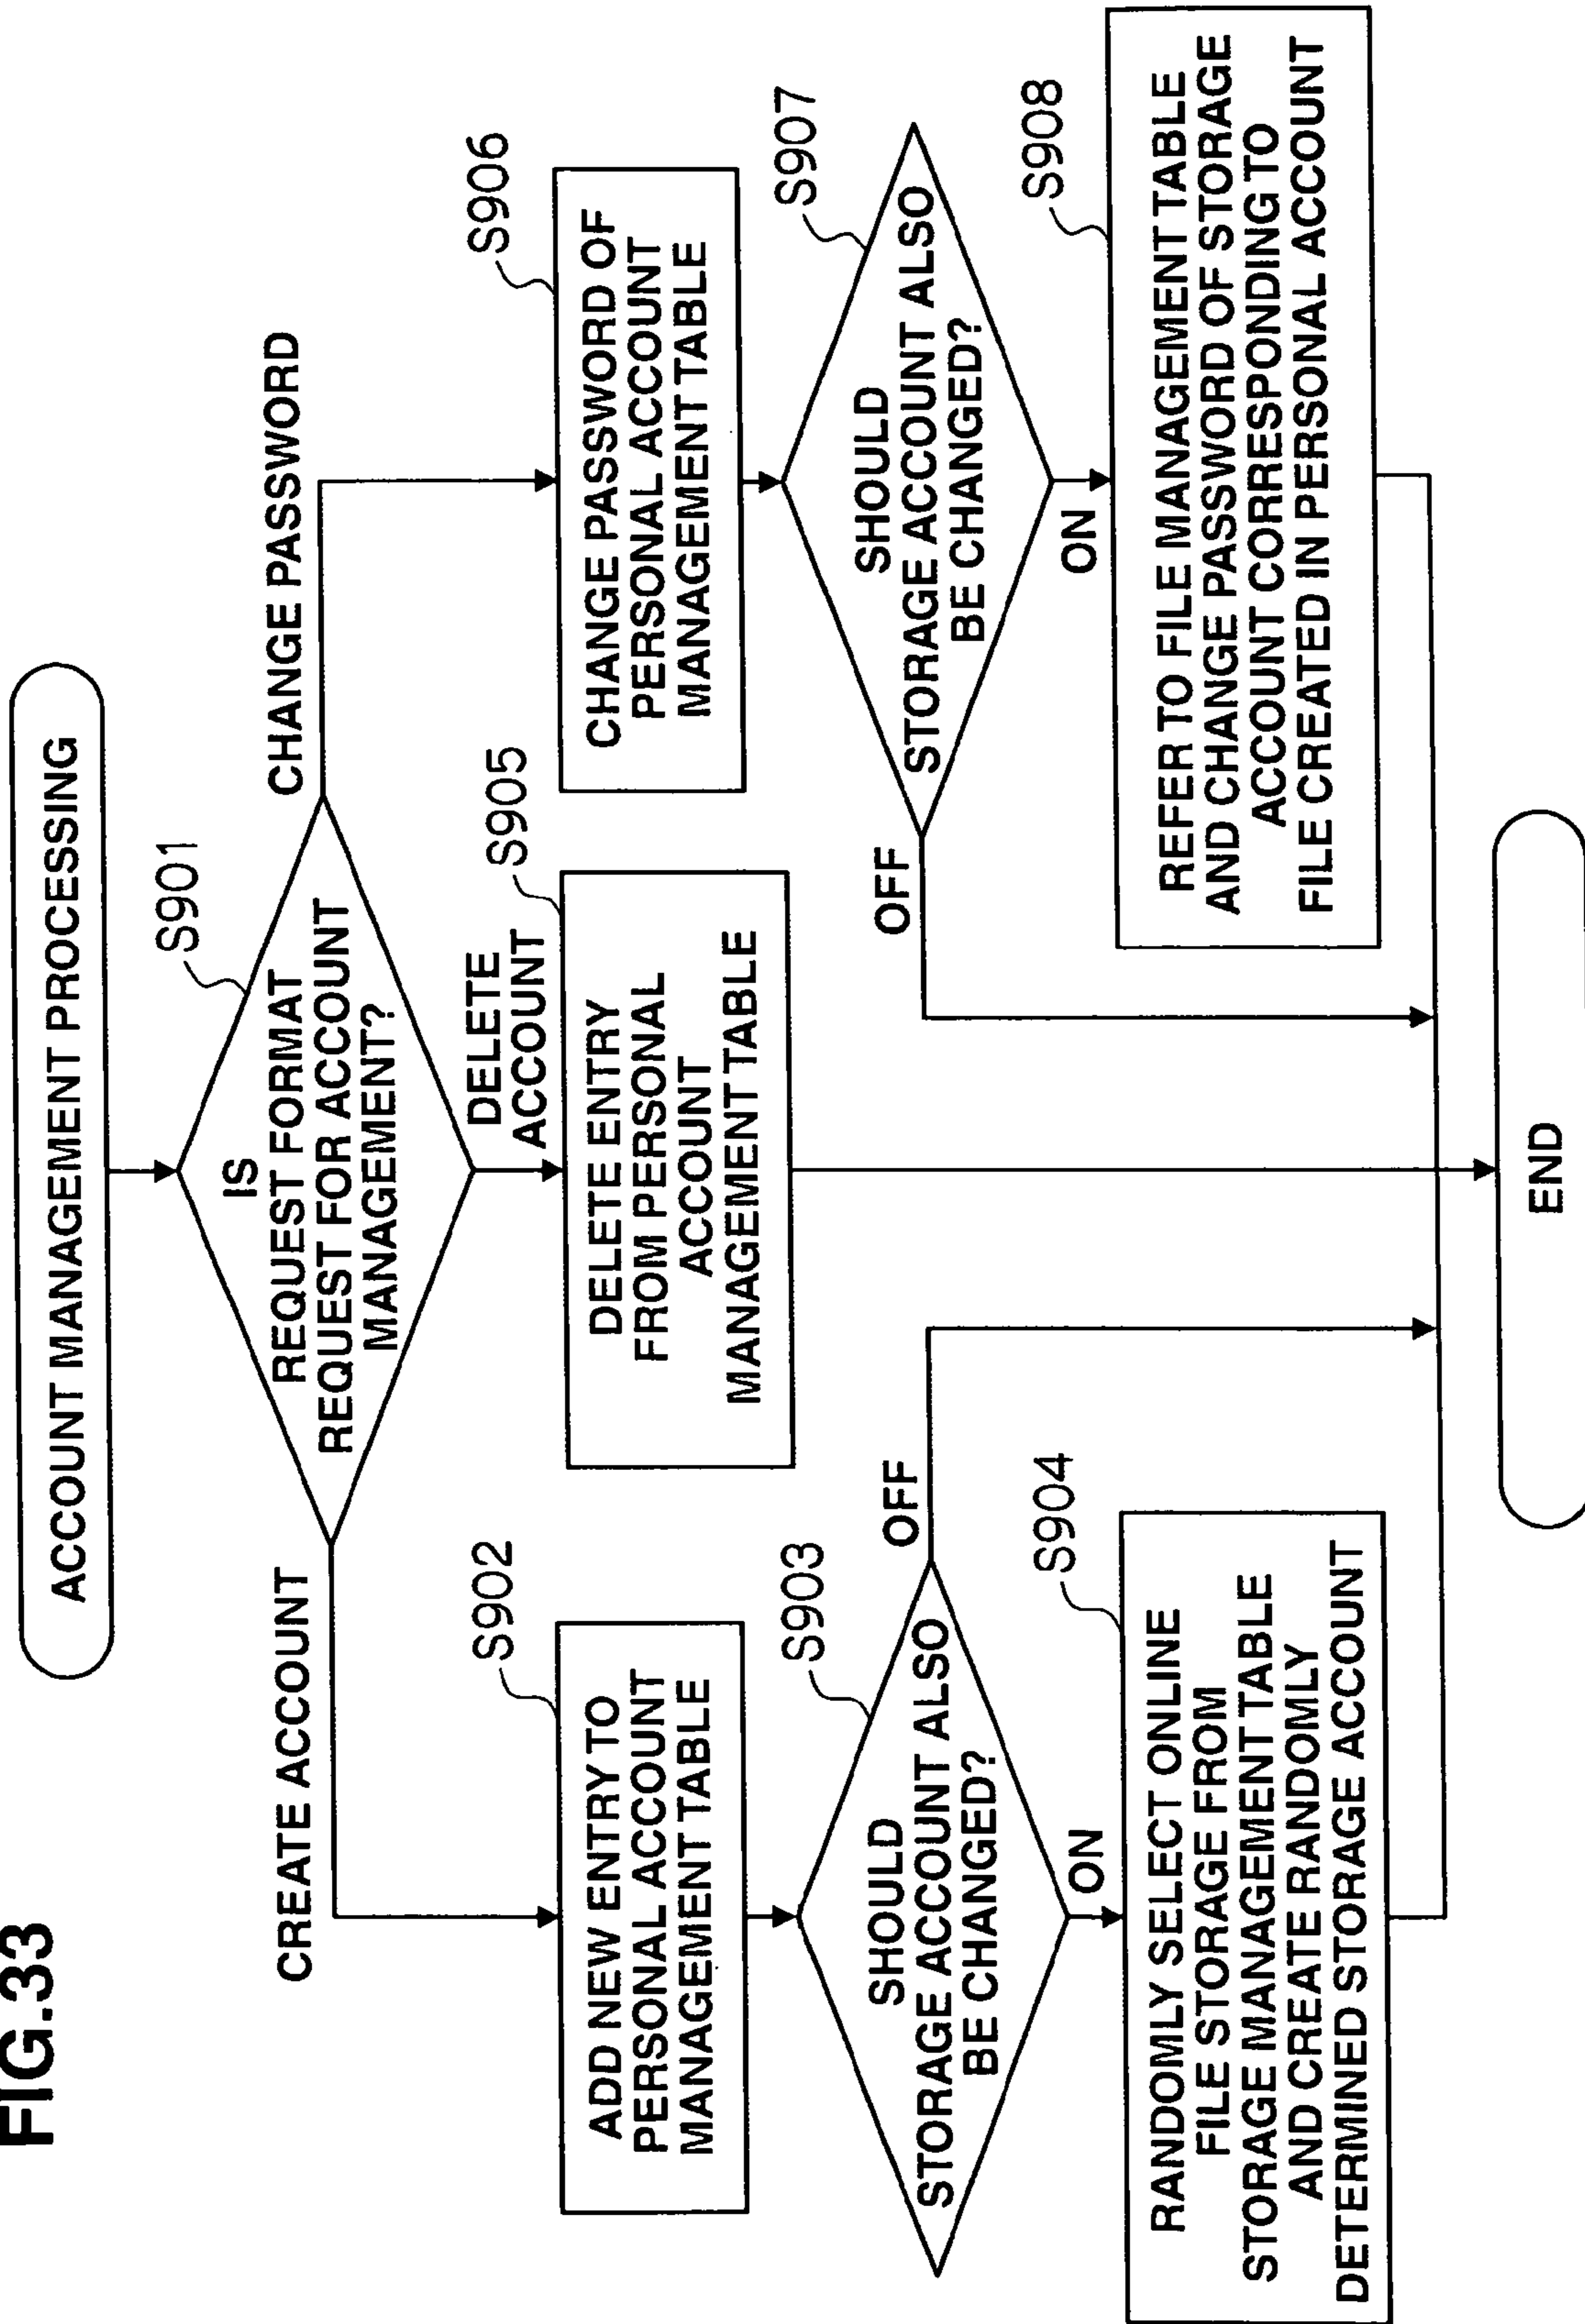 FIG.33
ACCOUNT MANAGEMENT PROCESSING
S901
IS
REQUEST FORMAT
REQUEST FOR ACCOUNT
MANAGEMENT?
CREATE ACCOUNT
DELETE
ACCOUNT
CHANGE PASSWORD
S902
ADD NEW ENTRY TO
PERSONAL ACCOUNT
MANAGEMENT TABLE
S903
SHOULD
STORAGE ACCOUNT ALSO
BE CHANGED?
OFF
ON
S904
RANDOMLY SELECT ONLINE
FILE STORAGE FROM
STORAGE MANAGEMENT TABLE
AND CREATE RANDOMLY
DETERMINED STORAGE ACCOUNT
S905
DELETE ENTRY
FROM PERSONAL
ACCOUNT
MANAGEMENT TABLE
S906
CHANGE PASSWORD OF
PERSONAL ACCOUNT
MANAGEMENT TABLE
S907
SHOULD
STORAGE ACCOUNT ALSO
BE CHANGED?
OFF
ON
S908
REFER TO FILE MANAGEMENT TABLE
AND CHANGE PASSWORD OF STORAGE
ACCOUNT CORRESPONDING TO
FILE CREATED IN PERSONAL ACCOUNT
END